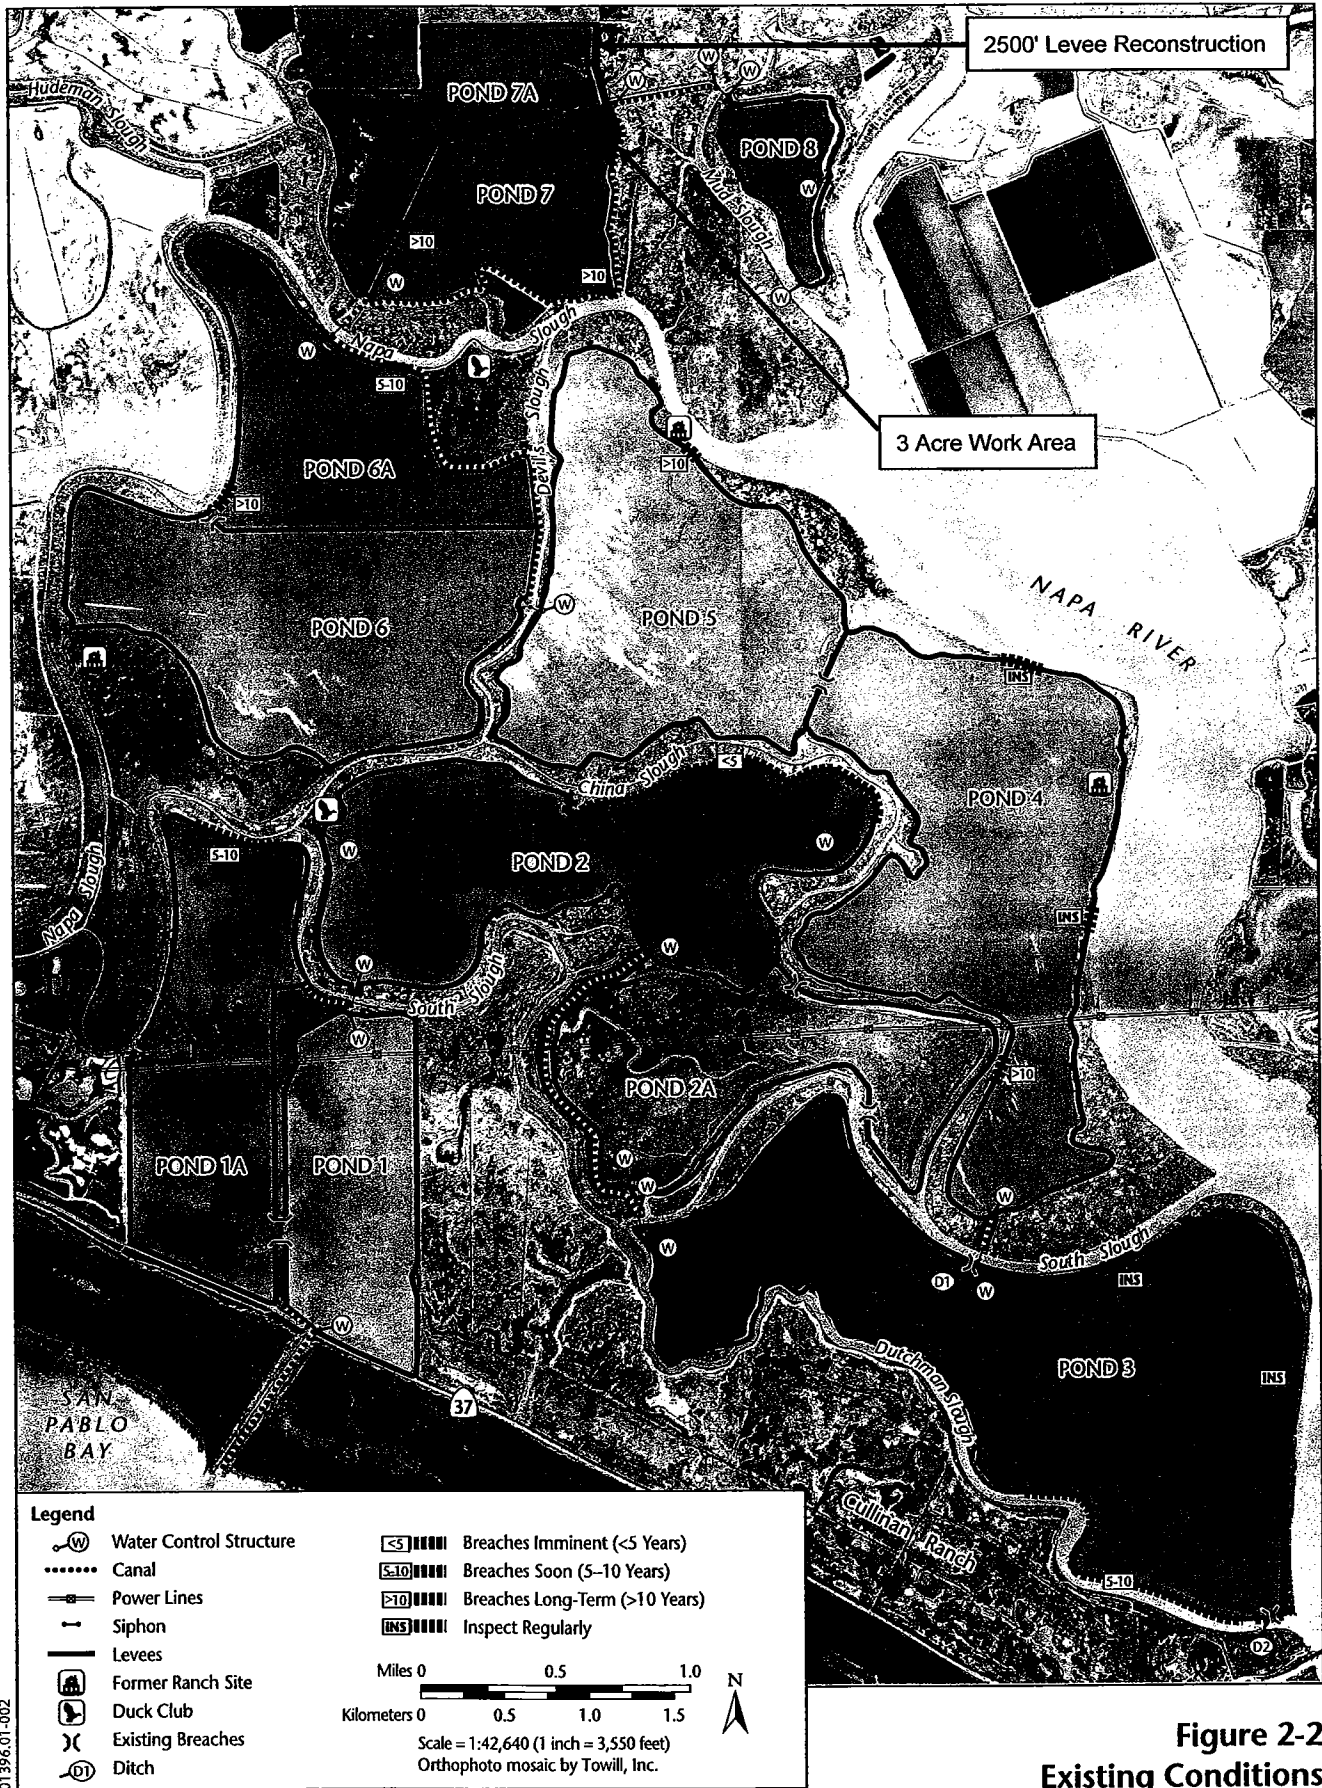 2500' Levee Reconstruction
Hudeman Slough
POND 7A
W
W
W
POND 8
W
POND 7
Mud Slough
>10
W
>10
W
Napa Slough
W
5-10
Devil's Slough
3 Acre Work Area
>10
POND 6A
>10
NAPA RIVER
W
POND 5
POND 6
INS
China Slough
<5
POND 4
W
5-10
W
POND 2
Napa Slough
INS
W
W
South Slough
W
>10
POND 2A
POND 1A
POND 1
W
W
W
W
South Slough
D1
W
INS
W
Dutchman Slough
POND 3
INS
37
SAN
PABLO
BAY
Cullinan Ranch
5-10
D2
Legend
W Water Control Structure
Canal
Power Lines
Siphon
Levees
Former Ranch Site
Duck Club
Existing Breaches
D1 Ditch
<5 Breaches Imminent (<5 Years)
5-10 Breaches Soon (5–10 Years)
>10 Breaches Long-Term (>10 Years)
INS Inspect Regularly
Miles 0 0.5 1.0
Kilometers 0 0.5 1.0 1.5
N
Scale = 1:42,640 (1 inch = 3,550 feet)
Orthophoto mosaic by Towill, Inc.
01396.01-002
Figure 2-2
Existing Conditions